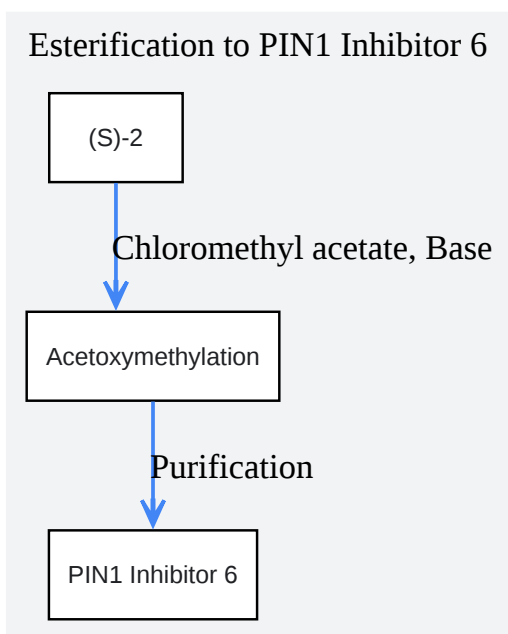 Esterification to PIN1 Inhibitor 6
(S)-2
Chloromethyl acetate, Base
Acetoxymethylation
Purification
PIN1 Inhibitor 6